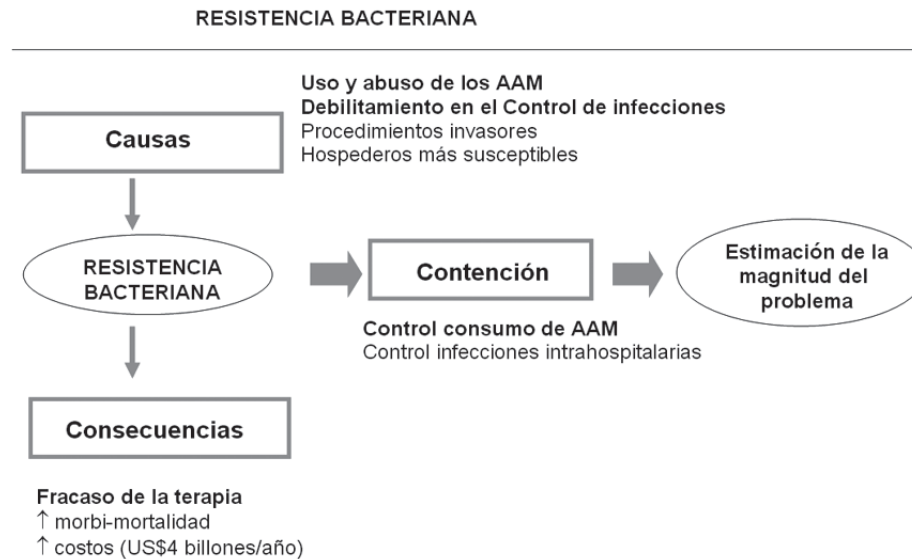 RESISTENCIA BACTERIANA
Uso y abuso de los AAM
Debilitamiento en el Control de infecciones
Procedimientos invasores
Hospederos más susceptibles
Causas
RESISTENCIA
BACTERIANA
Contención
Estimación de la
magnitud del
problema
Control consumo de AAM
Control infecciones intrahospitalarias
Consecuencias
Fracaso de la terapia
↑ morbi-mortalidad
↑ costos (US$4 billones/año)